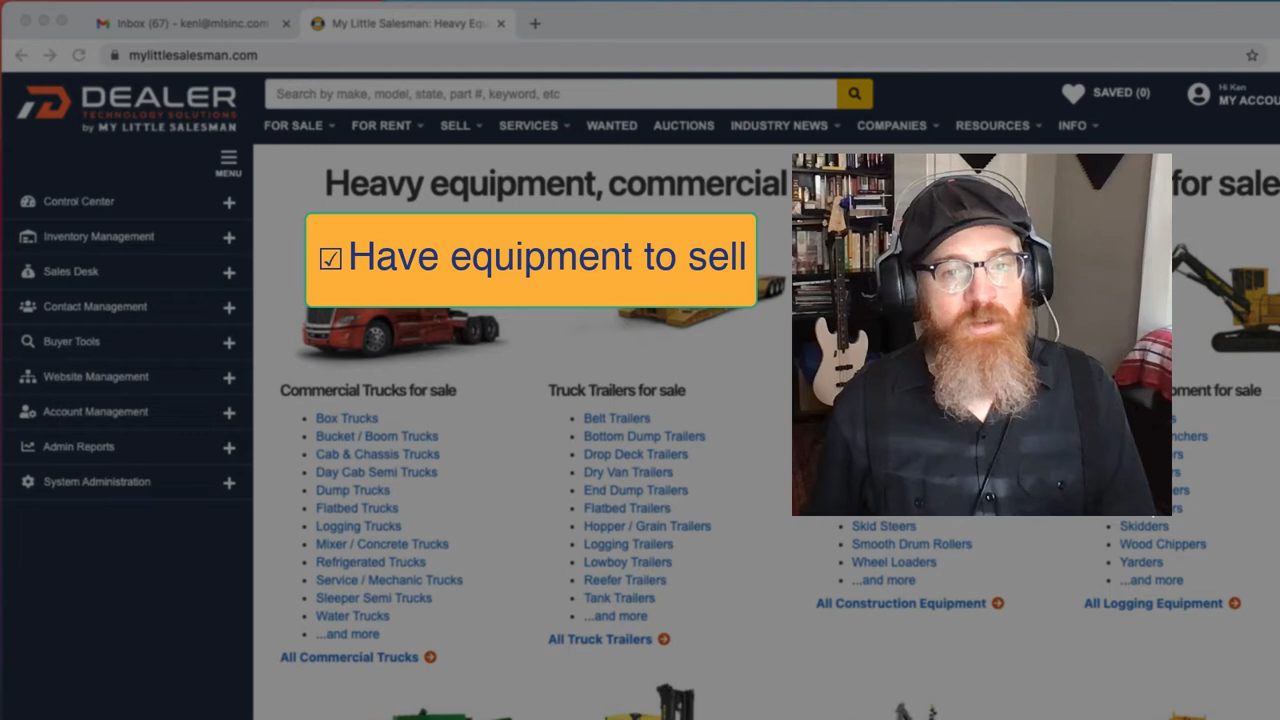 Inbox (67) – kenl@mlsinc.com
My Little Salesman: Heavy Equ
mylittlesalesman.com
DEALER
TECHNOLOGY SOLUTIONS
by MY LITTLE SALESMAN
Search by make, model, state, part #, keyword, etc
SAVED (0)
Hi Ken
MY ACCOU
FOR SALE
FOR RENT
SELL
SERVICES
WANTED
AUCTIONS
INDUSTRY NEWS
COMPANIES
RESOURCES
INFO
MENU
Control Center
Inventory Management
Sales Desk
Contact Management
Buyer Tools
Website Management
Account Management
Admin Reports
System Administration
Heavy equipment, commercial
for sale
☑ Have equipment to sell
Commercial Trucks for sale
Box Trucks
Bucket / Boom Trucks
Cab & Chassis Trucks
Day Cab Semi Trucks
Dump Trucks
Flatbed Trucks
Logging Trucks
Mixer / Concrete Trucks
Refrigerated Trucks
Service / Mechanic Trucks
Sleeper Semi Trucks
Water Trucks
...and more
All Commercial Trucks
Truck Trailers for sale
Belt Trailers
Bottom Dump Trailers
Drop Deck Trailers
Dry Van Trailers
End Dump Trailers
Flatbed Trailers
Hopper / Grain Trailers
Logging Trailers
Lowboy Trailers
Reefer Trailers
Tank Trailers
...and more
All Truck Trailers
Skid Steers
Smooth Drum Rollers
Wheel Loaders
...and more
All Construction Equipment
for sale
Skidders
Wood Chippers
Yarders
...and more
All Logging Equipment